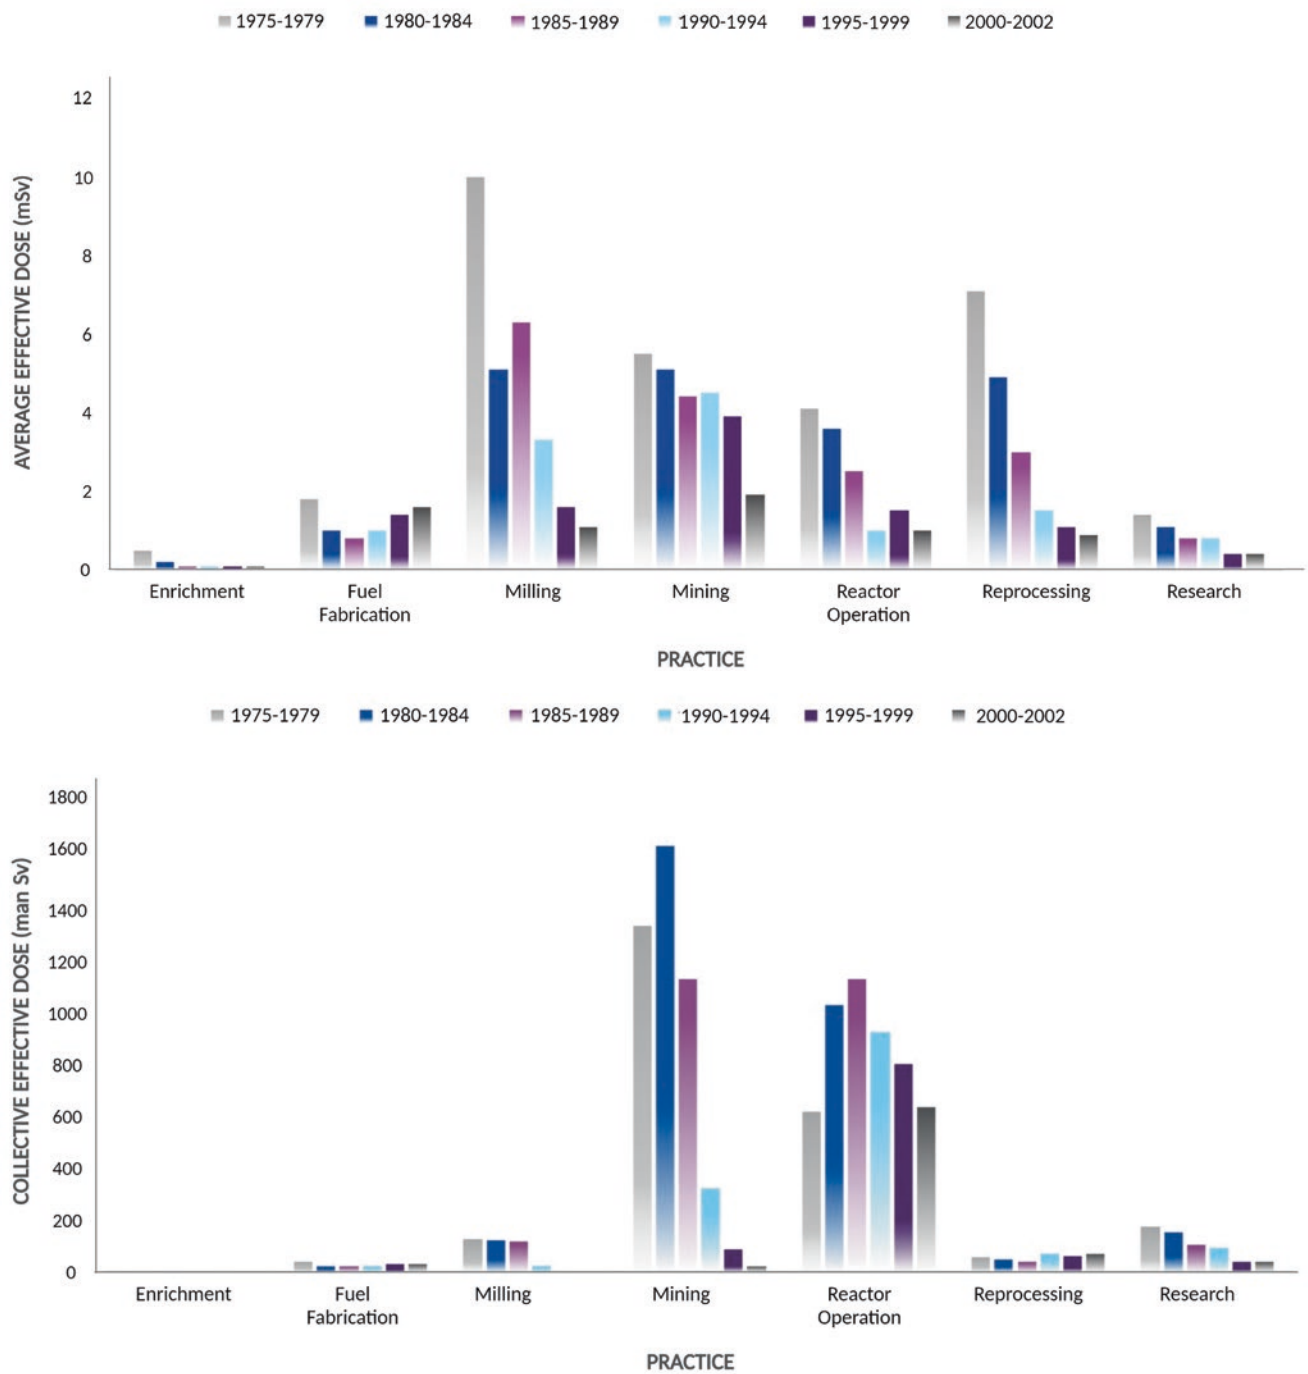 1975-1979 1980-1984 1985-1989 1990-1994 1995-1999 2000-2002
AVERAGE EFFECTIVE DOSE (mSv)
12
10
8
6
4
2
0
Enrichment Fuel Fabrication Milling Mining Reactor Operation Reprocessing Research
PRACTICE
1975-1979 1980-1984 1985-1989 1990-1994 1995-1999 2000-2002
COLLECTIVE EFFECTIVE DOSE (man Sv)
1800
1600
1400
1200
1000
800
600
400
200
0
Enrichment Fuel Fabrication Milling Mining Reactor Operation Reprocessing Research
PRACTICE